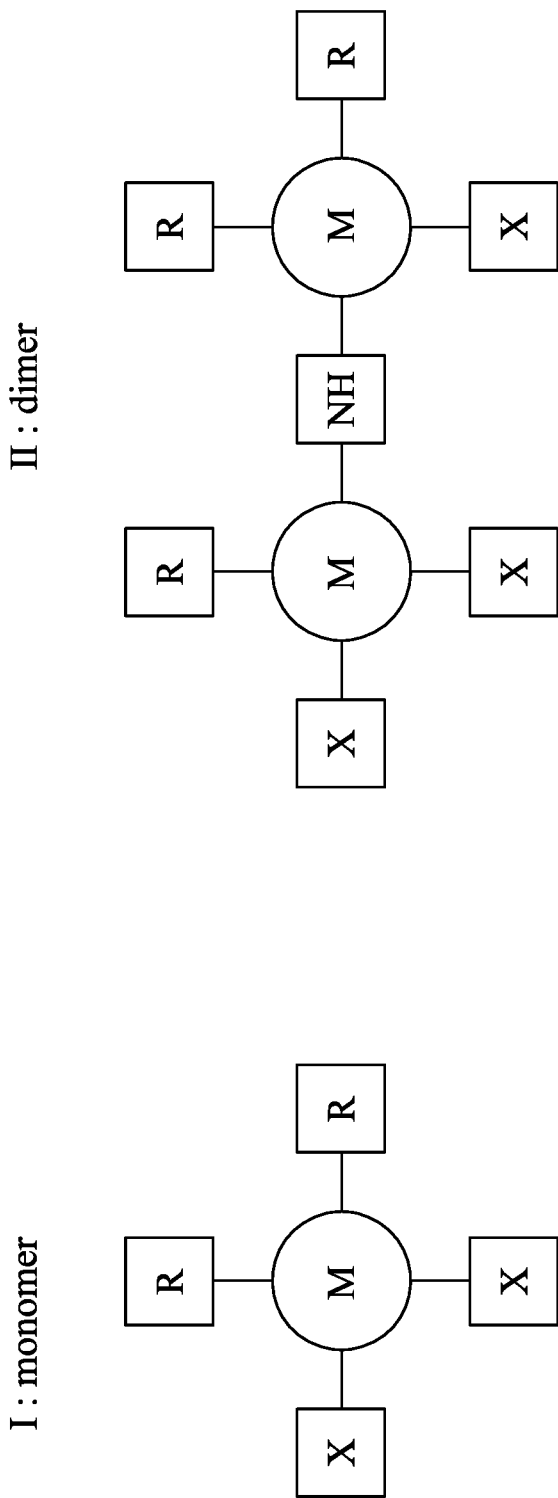 I : monomer
R
X M R
X
II : dimer
R R
X M NH M R
X X